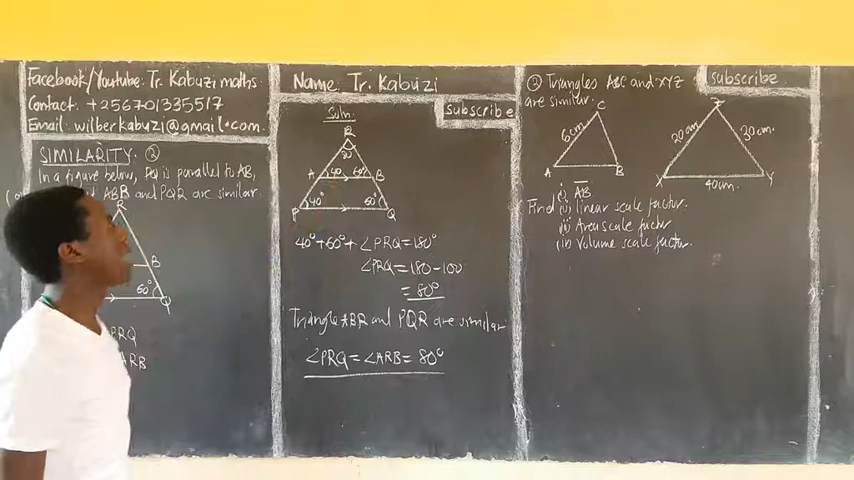 Facebook/Youtube: Tr. Kabuzi maths
Contact: +256701335517
Email: wilberkabuzi@gmail.com
SIMILARITY. ②
In a figure below, PQ is parallel to AB,
ABR and PQR are similar
R
B
60°
Q
PRQ
ARB
Name: Tr. Kabuzi
Subscribe
Soln.
R
80°
A 40° 60° B
40° 60°
P Q
40°+60°+∠PRQ=180°
∠PRQ=180-100
=80°
Triangle ABR and PQR are similar
∠PRQ=∠ARB=80°
② Triangles ABC and XYZ
are similar.
Subscribe
C
6cm
A B
Z
20cm 30cm.
X Y
40cm.
Find (i) AB
(ii) linear scale factor.
(iii) Area scale factor
(iv) Volume scale factor.